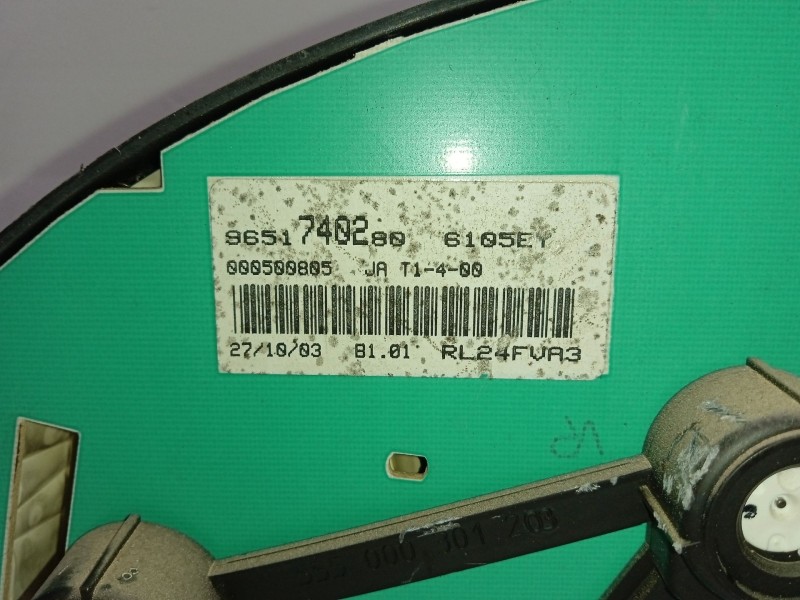 9651740280 6105EY
000500805 JA T1-4-00
27/10/03 B1.01 RL24FVA3